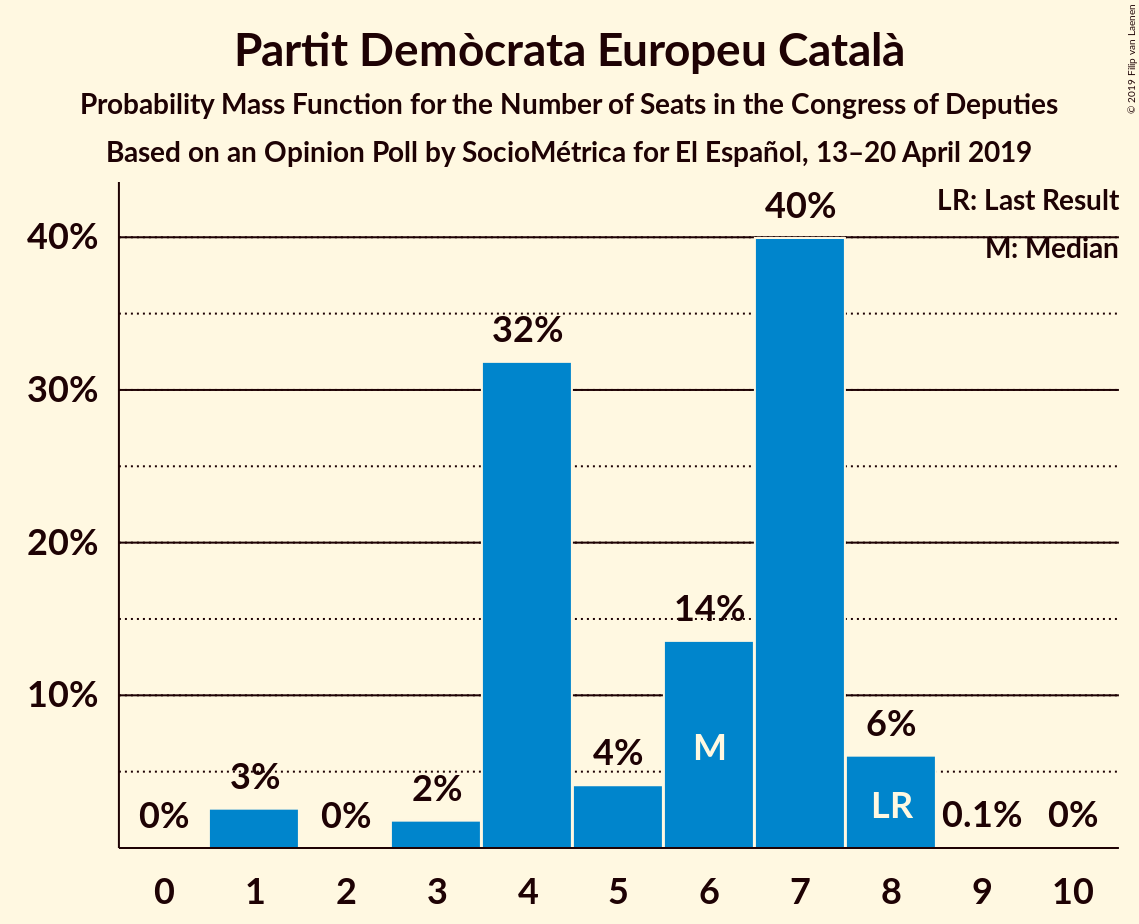 Partit Demòcrata Europeu Català
Probability Mass Function for the Number of Seats in the Congress of Deputies
Based on an Opinion Poll by SocioMétrica for El Español, 13–20 April 2019
© 2019 Filip van Laenen
LR: Last Result
M: Median
40%
30%
20%
10%
0%
3%
0%
2%
32%
4%
14%
40%
6%
0.1%
0%
M
LR
0 1 2 3 4 5 6 7 8 9 10